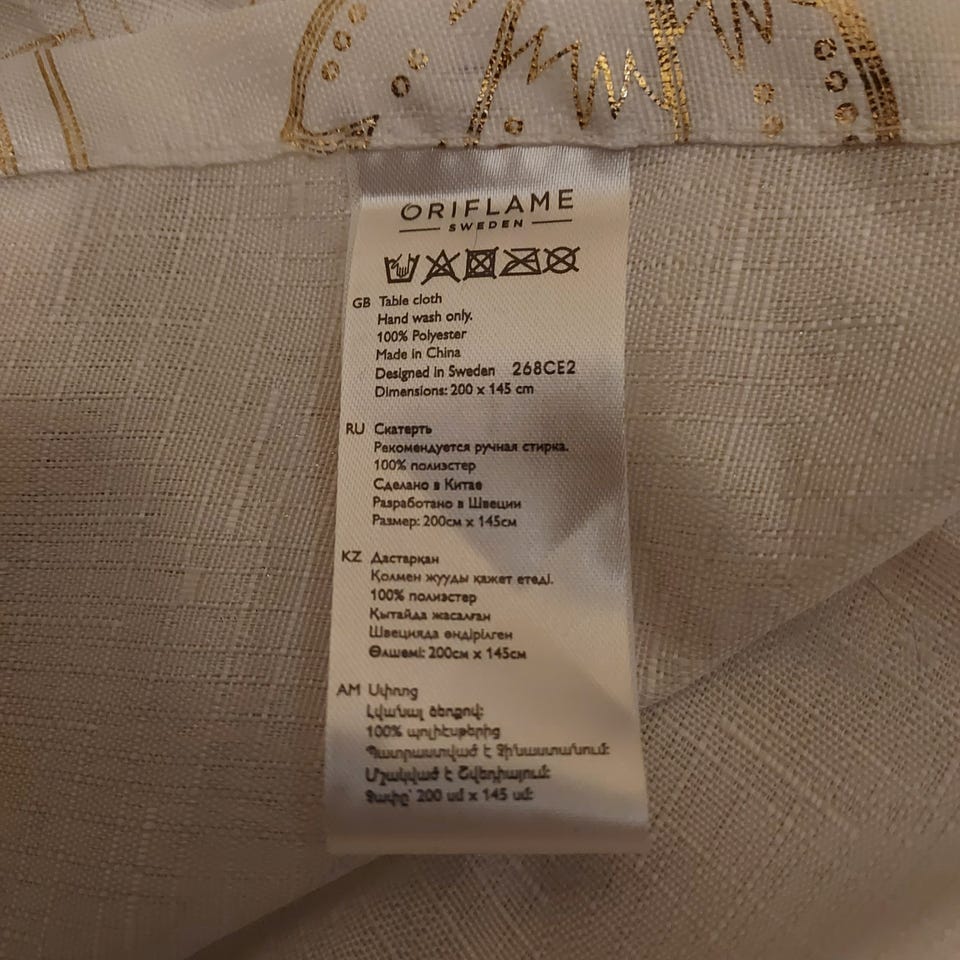 ORIFLAME
SWEDEN
GB Table cloth
Hand wash only.
100% Polyester
Made in China
Designed in Sweden 268CE2
Dimensions: 200 x 145 cm
RU Скатерть
Рекомендуется ручная стирка.
100% полиэстер
Сделано в Китае
Разработано в Швеции
Размер: 200см x 145см
KZ Дастарқан
Қолмен жууды қажет етеді.
100% полиэстер
Қытайда жасалған
Швецияда өндірілген
Өлшемі: 200см x 145см
AM Սփռոց
Լվանալ ձեռքով:
100% պոլիէսթերից
Պատրաստված է Չինաստանում:
Մշակված է Շվեդիայում:
Չափը՝ 200 սմ x 145 սմ: